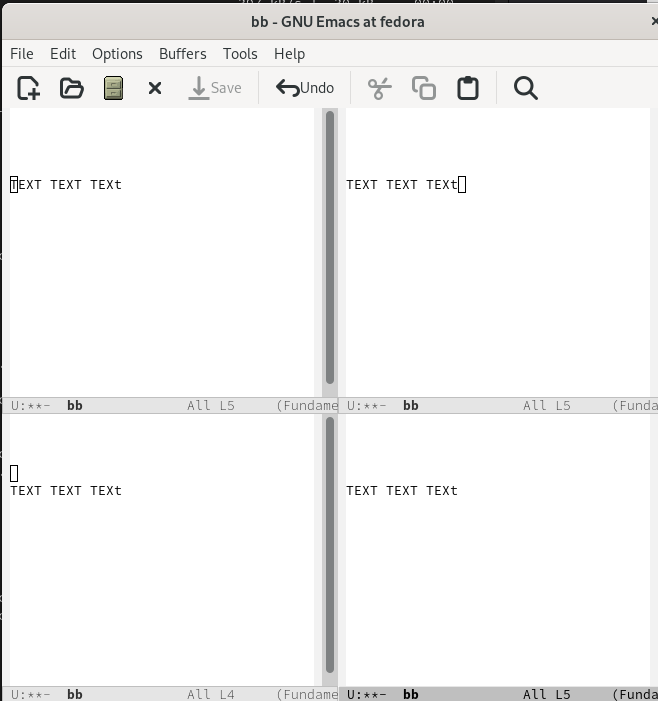 bb - GNU Emacs at fedora
File Edit Options Buffers Tools Help
Save Undo
TEXT TEXT TEXt
TEXT TEXT TEXt
U:**- bb All L5 (Fundame
U:**- bb All L5 (Funda
TEXT TEXT TEXt
TEXT TEXT TEXt
U:**- bb All L4 (Fundame
U:**- bb All L5 (Funda